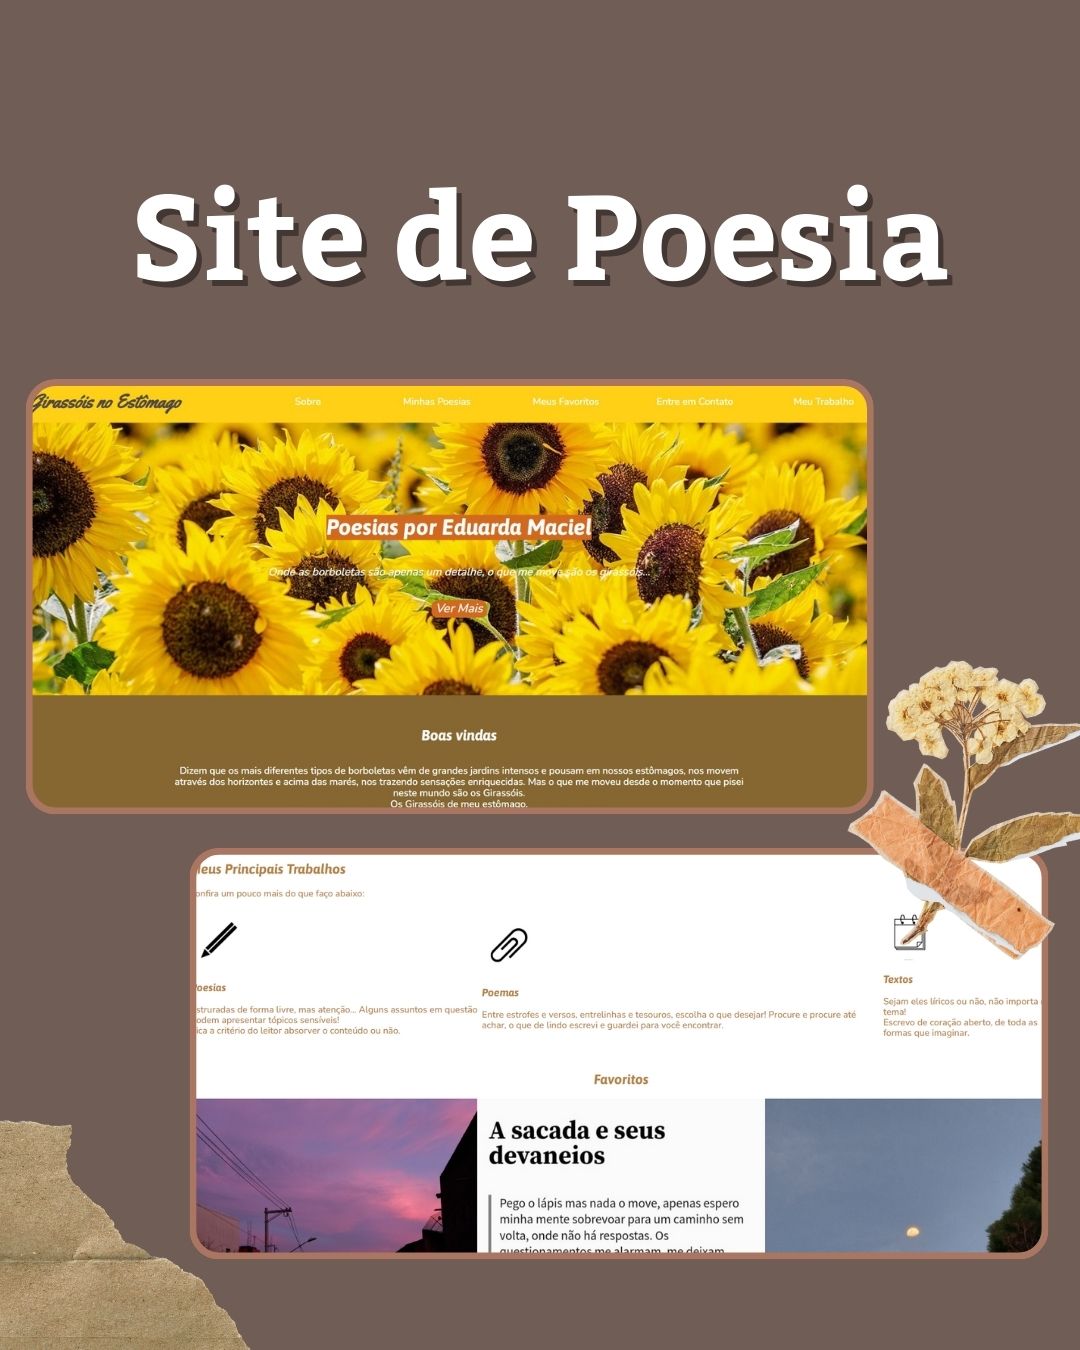 Site de Poesia
Girassóis no Estômago
Sobre
Minhas Poesias
Meus Favoritos
Entre em Contato
Meu Trabalho
Poesias por Eduarda Maciel
Onde as borboletas são apenas um detalhe, o que me move são os girassóis...
Ver Mais
Boas vindas
Dizem que os mais diferentes tipos de borboletas vêm de grandes jardins intensos e pousam em nossos estômagos, nos movem
através dos horizontes e acima das marés, nos trazendo sensações enriquecidas. Mas o que me moveu desde o momento que pisei
neste mundo são os Girassóis.
Os Girassóis de meu estômago.
Meus Principais Trabalhos
onfira um pouco mais do que faço abaixo:
oesias
struradas de forma livre, mas atenção... Alguns assuntos em questão
odem apresentar tópicos sensíveis!
ica a critério do leitor absorver o conteúdo ou não.
Poemas
Entre estrofes e versos, entrelinhas e tesouros, escolha o que desejar! Procure e procure até
achar, o que de lindo escrevi e guardei para você encontrar.
Textos
Sejam eles líricos ou não, não importa
tema!
Escrevo de coração aberto, de toda as
formas que imaginar.
Favoritos
A sacada e seus
devaneios
Pego o lápis mas nada o move, apenas espero
minha mente sobrevoar para um caminho sem
volta, onde não há respostas. Os
questionamentos me alarmam, me deixam